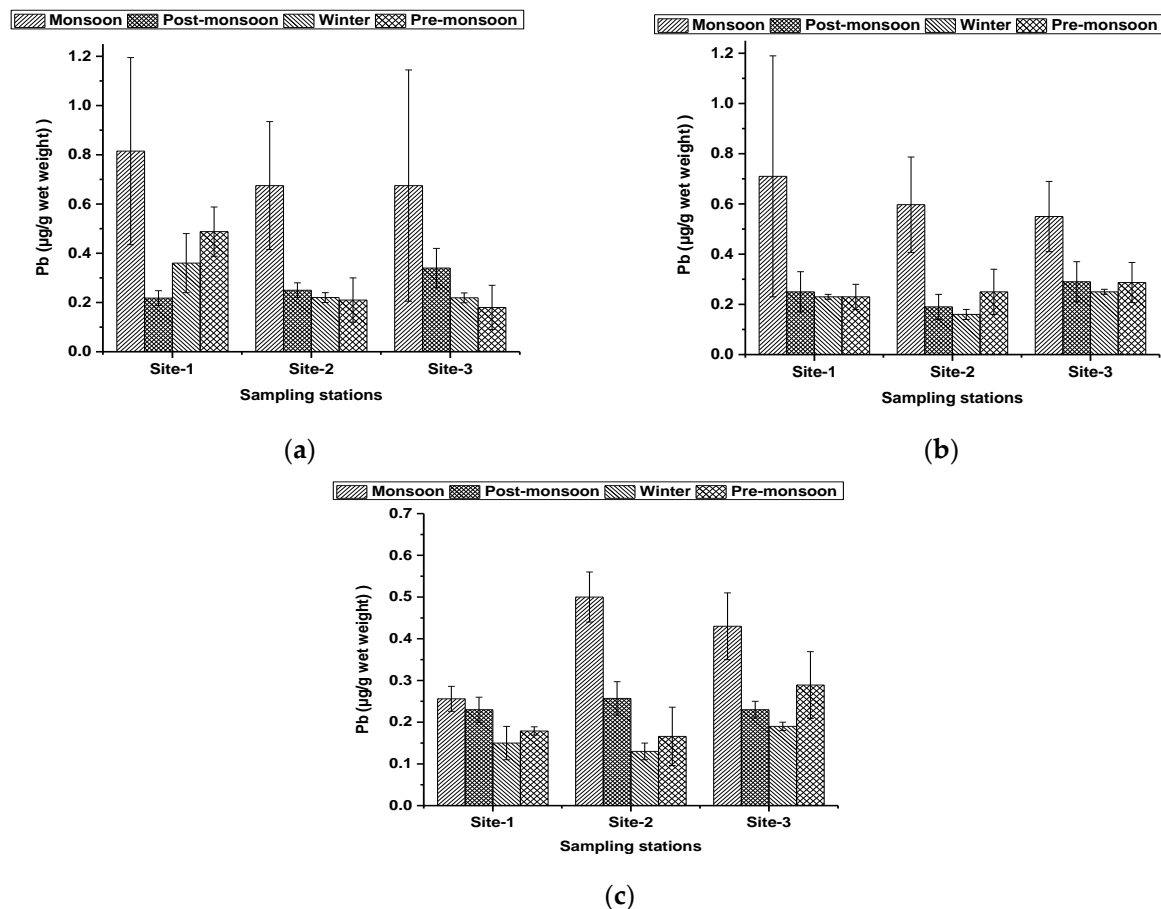 Monsoon Post-monsoon Winter Pre-monsoon
1.2
1.0
0.8
0.6
0.4
0.2
0.0
Pb (µg/g wet weight) )
Site-1 Site-2 Site-3
Sampling stations
(a)
Monsoon Post-monsoon Winter Pre-monsoon
1.2
1.0
0.8
0.6
0.4
0.2
0.0
Pb (µg/g wet weight) )
Site-1 Site-2 Site-3
Sampling stations
(b)
Monsoon Post-monsoon Winter Pre-monsoon
0.7
0.6
0.5
0.4
0.3
0.2
0.1
0.0
Pb (µg/g wet weight) )
Site-1 Site-2 Site-3
Sampling stations
(c)